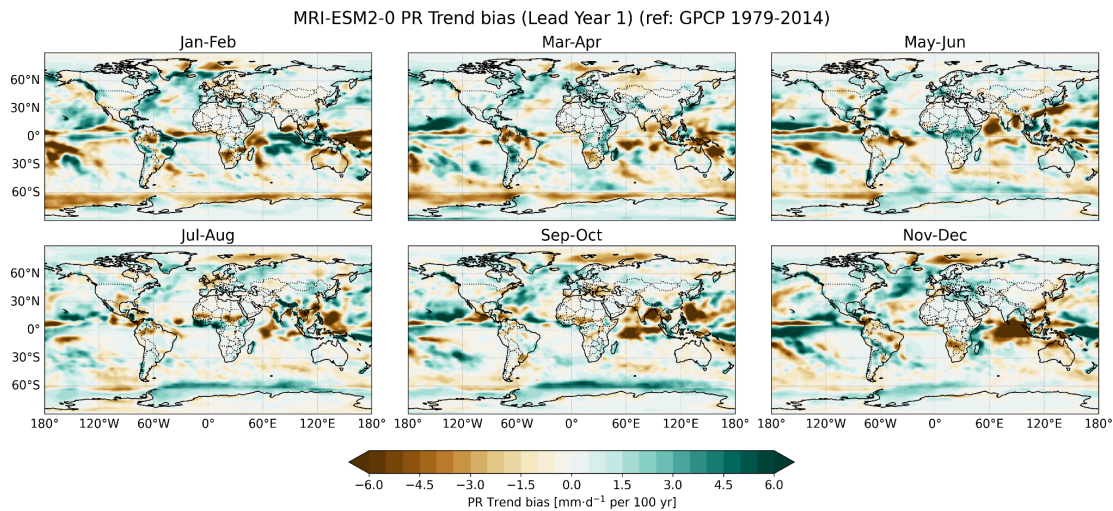 MRI-ESM2-0 PR Trend bias (Lead Year 1) (ref: GPCP 1979-2014)
Jan-Feb Mar-Apr May-Jun
60°N
30°N
0°
30°S
60°S
Jul-Aug Sep-Oct Nov-Dec
60°N
30°N
0°
30°S
60°S
180° 120°W 60°W 0° 60°E 120°E 180° 120°W 60°W 0° 60°E 120°E 180° 120°W 60°W 0° 60°E 120°E 180°
−6.0 −4.5 −3.0 −1.5 0.0 1.5 3.0 4.5 6.0
PR Trend bias [mm·d⁻¹ per 100 yr]